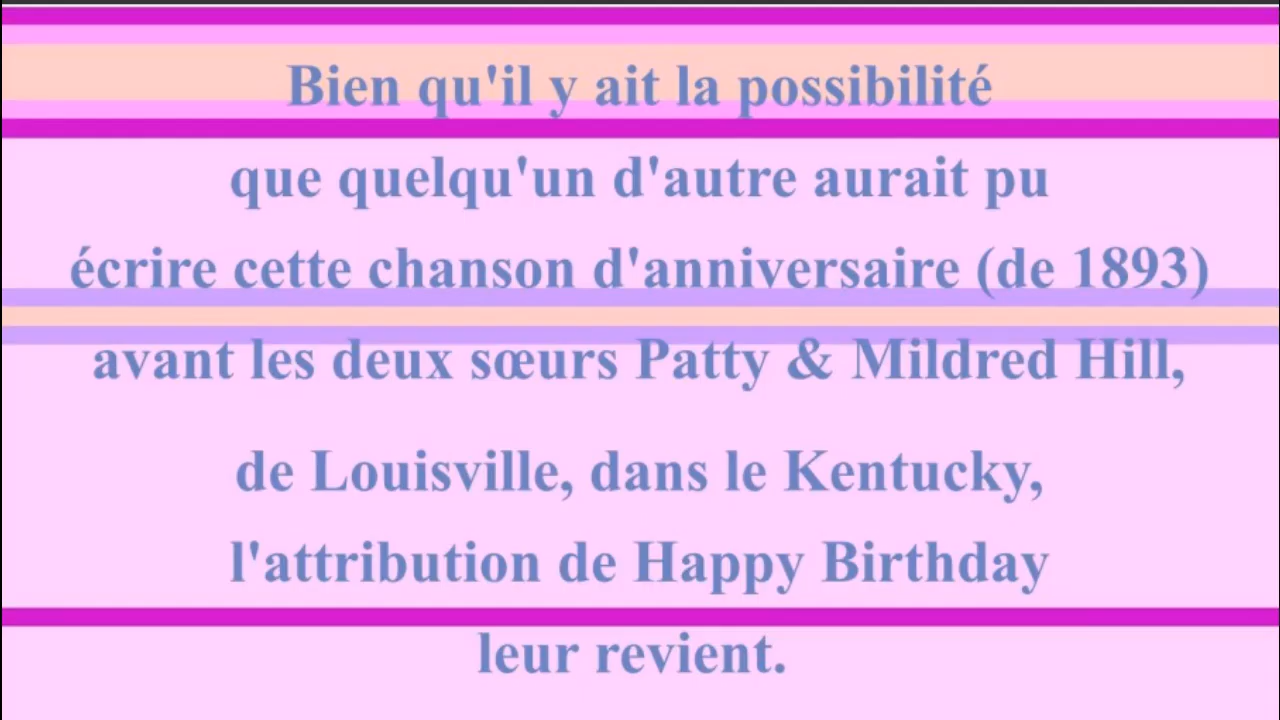 Bien qu'il y ait la possibilité
que quelqu'un d'autre aurait pu
écrire cette chanson d'anniversaire (de 1893)
avant les deux sœurs Patty & Mildred Hill,
de Louisville, dans le Kentucky,
l'attribution de Happy Birthday
leur revient.